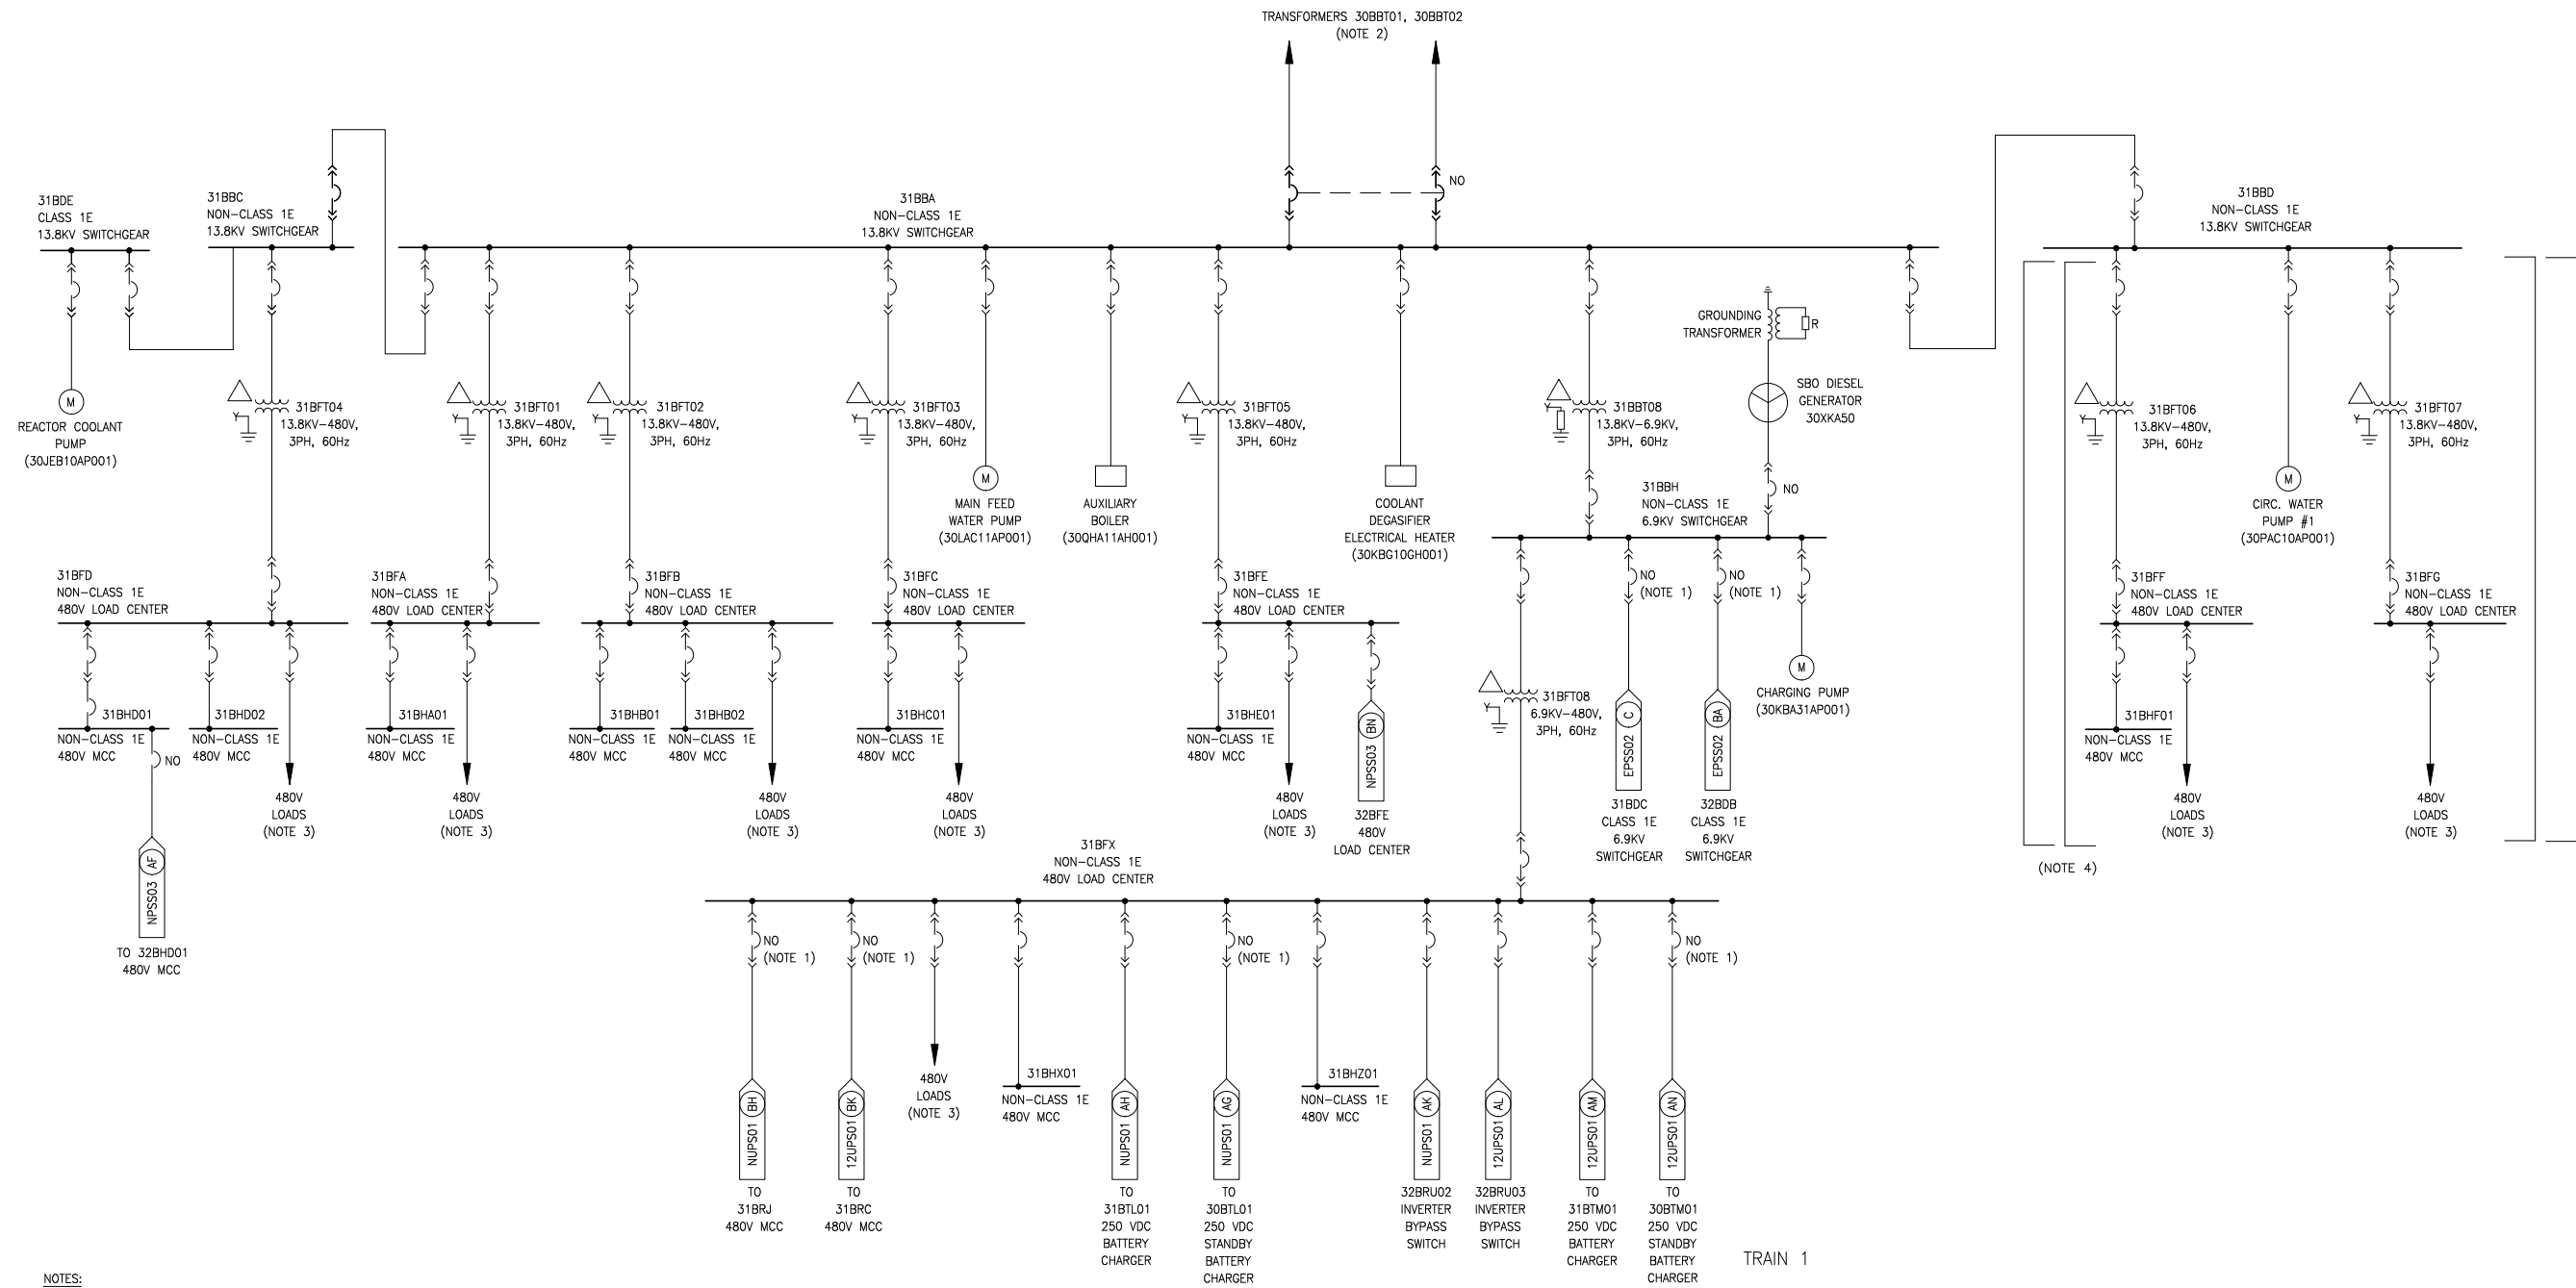 TRANSFORMERS 30BBT01, 30BBT02
(NOTE 2)
NO
31BDE
CLASS 1E
13.8KV SWITCHGEAR
31BBC
NON-CLASS 1E
13.8KV SWITCHGEAR
31BBA
NON-CLASS 1E
13.8KV SWITCHGEAR
31BBD
NON-CLASS 1E
13.8KV SWITCHGEAR
M
REACTOR COOLANT
PUMP
(30JEB10AP001)
Y
31BFT04
13.8KV-480V,
3PH, 60Hz
Y
31BFT01
13.8KV-480V,
3PH, 60Hz
Y
31BFT02
13.8KV-480V,
3PH, 60Hz
Y
31BFT03
13.8KV-480V,
3PH, 60Hz
M
MAIN FEED
WATER PUMP
(30LAC11AP001)
AUXILIARY
BOILER
(30QHA11AH001)
Y
31BFT05
13.8KV-480V,
3PH, 60Hz
COOLANT
DEGASIFIER
ELECTRICAL HEATER
(30KBG10GH001)
Y
31BBT08
13.8KV-6.9KV,
3PH, 60Hz
GROUNDING
TRANSFORMER
R
SBO DIESEL
GENERATOR
30XKA50
NO
31BBH
NON-CLASS 1E
6.9KV SWITCHGEAR
Y
31BFT06
13.8KV-480V,
3PH, 60Hz
M
CIRC. WATER
PUMP #1
(30PAC10AP001)
Y
31BFT07
13.8KV-480V,
3PH, 60Hz
31BFD
NON-CLASS 1E
480V LOAD CENTER
31BFA
NON-CLASS 1E
480V LOAD CENTER
31BFB
NON-CLASS 1E
480V LOAD CENTER
31BFC
NON-CLASS 1E
480V LOAD CENTER
31BFE
NON-CLASS 1E
480V LOAD CENTER
NO
(NOTE 1)
NO
(NOTE 1)
31BFF
NON-CLASS 1E
480V LOAD CENTER
31BFG
NON-CLASS 1E
480V LOAD CENTER
31BHD01
NON-CLASS 1E
480V MCC
NO
31BHD02
NON-CLASS 1E
480V MCC
480V
LOADS
(NOTE 3)
31BHA01
NON-CLASS 1E
480V MCC
480V
LOADS
(NOTE 3)
31BHB01
NON-CLASS 1E
480V MCC
31BHB02
NON-CLASS 1E
480V MCC
480V
LOADS
(NOTE 3)
31BHC01
NON-CLASS 1E
480V MCC
480V
LOADS
(NOTE 3)
31BHE01
NON-CLASS 1E
480V MCC
480V
LOADS
(NOTE 3)
NPSS03 BN
32BFE
480V
LOAD CENTER
Y
31BFT08
6.9KV-480V,
3PH, 60Hz
EPSS02 C
31BDC
CLASS 1E
6.9KV
SWITCHGEAR
EPSS02 BA
32BDB
CLASS 1E
6.9KV
SWITCHGEAR
M
CHARGING PUMP
(30KBA31AP001)
31BHF01
NON-CLASS 1E
480V MCC
480V
LOADS
(NOTE 3)
480V
LOADS
(NOTE 3)
(NOTE 4)
NPSS03 AF
TO 32BHD01
480V MCC
31BFX
NON-CLASS 1E
480V LOAD CENTER
NO
(NOTE 1)
NO
(NOTE 1)
NO
(NOTE 1)
NO
(NOTE 1)
NUPS01 BH
TO
31BRJ
480V MCC
12UPS01 BK
TO
31BRC
480V MCC
480V
LOADS
(NOTE 3)
31BHX01
NON-CLASS 1E
480V MCC
NUPS01 AH
TO
31BTL01
250 VDC
BATTERY
CHARGER
NUPS01 AG
TO
30BTL01
250 VDC
STANDBY
BATTERY
CHARGER
31BHZ01
NON-CLASS 1E
480V MCC
NUPS01 AK
32BRU02
INVERTER
BYPASS
SWITCH
12UPS01 AL
32BRU03
INVERTER
BYPASS
SWITCH
12UPS01 AM
TO
31BTM01
250 VDC
BATTERY
CHARGER
12UPS01 AN
TO
30BTM01
250 VDC
STANDBY
BATTERY
CHARGER
TRAIN 1
NOTES: